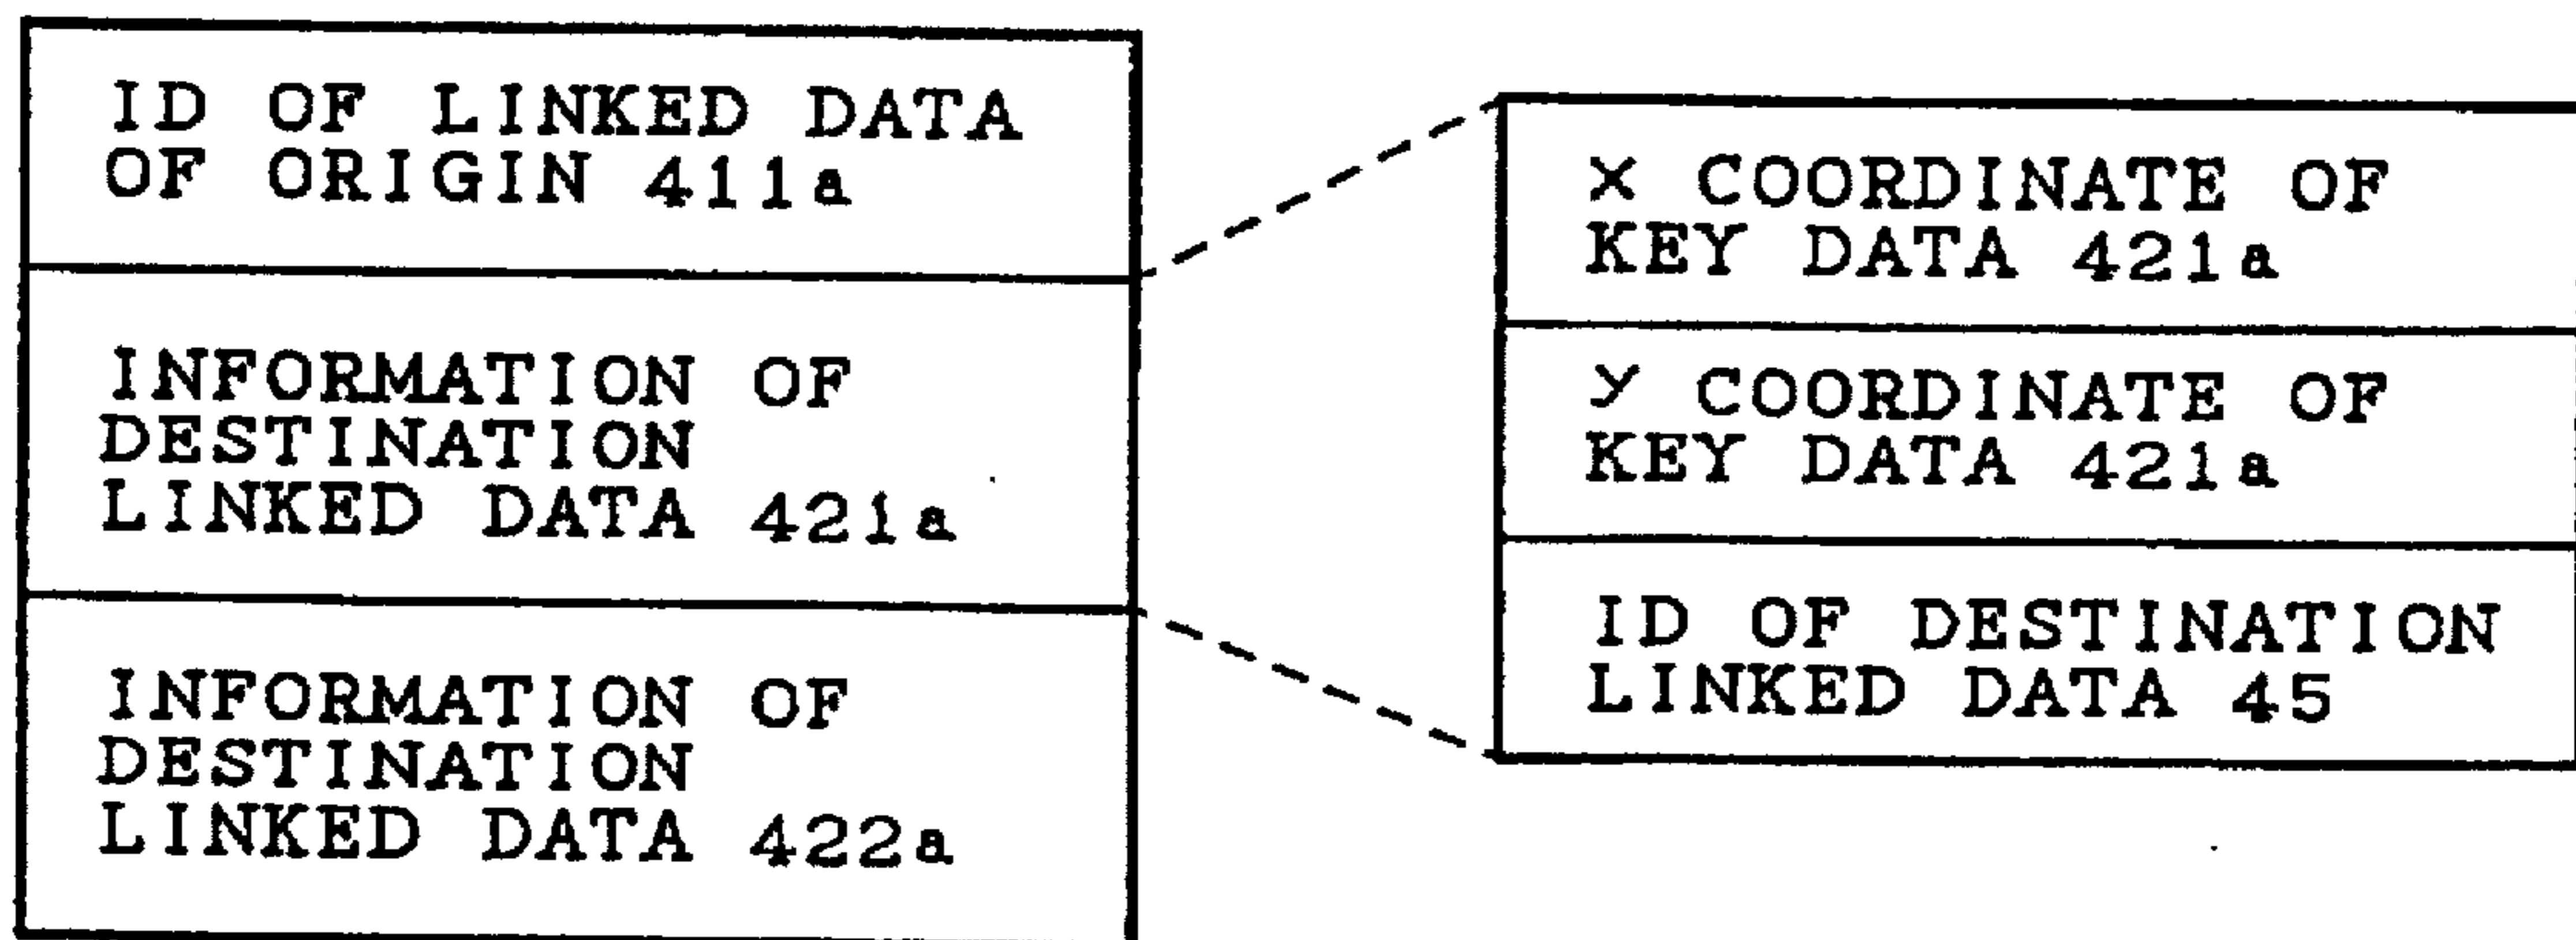 ID OF LINKED DATA
OF ORIGIN 411a
INFORMATION OF
DESTINATION
LINKED DATA 421a
INFORMATION OF
DESTINATION
LINKED DATA 422a
X COORDINATE OF
KEY DATA 421a
Y COORDINATE OF
KEY DATA 421a
ID OF DESTINATION
LINKED DATA 45